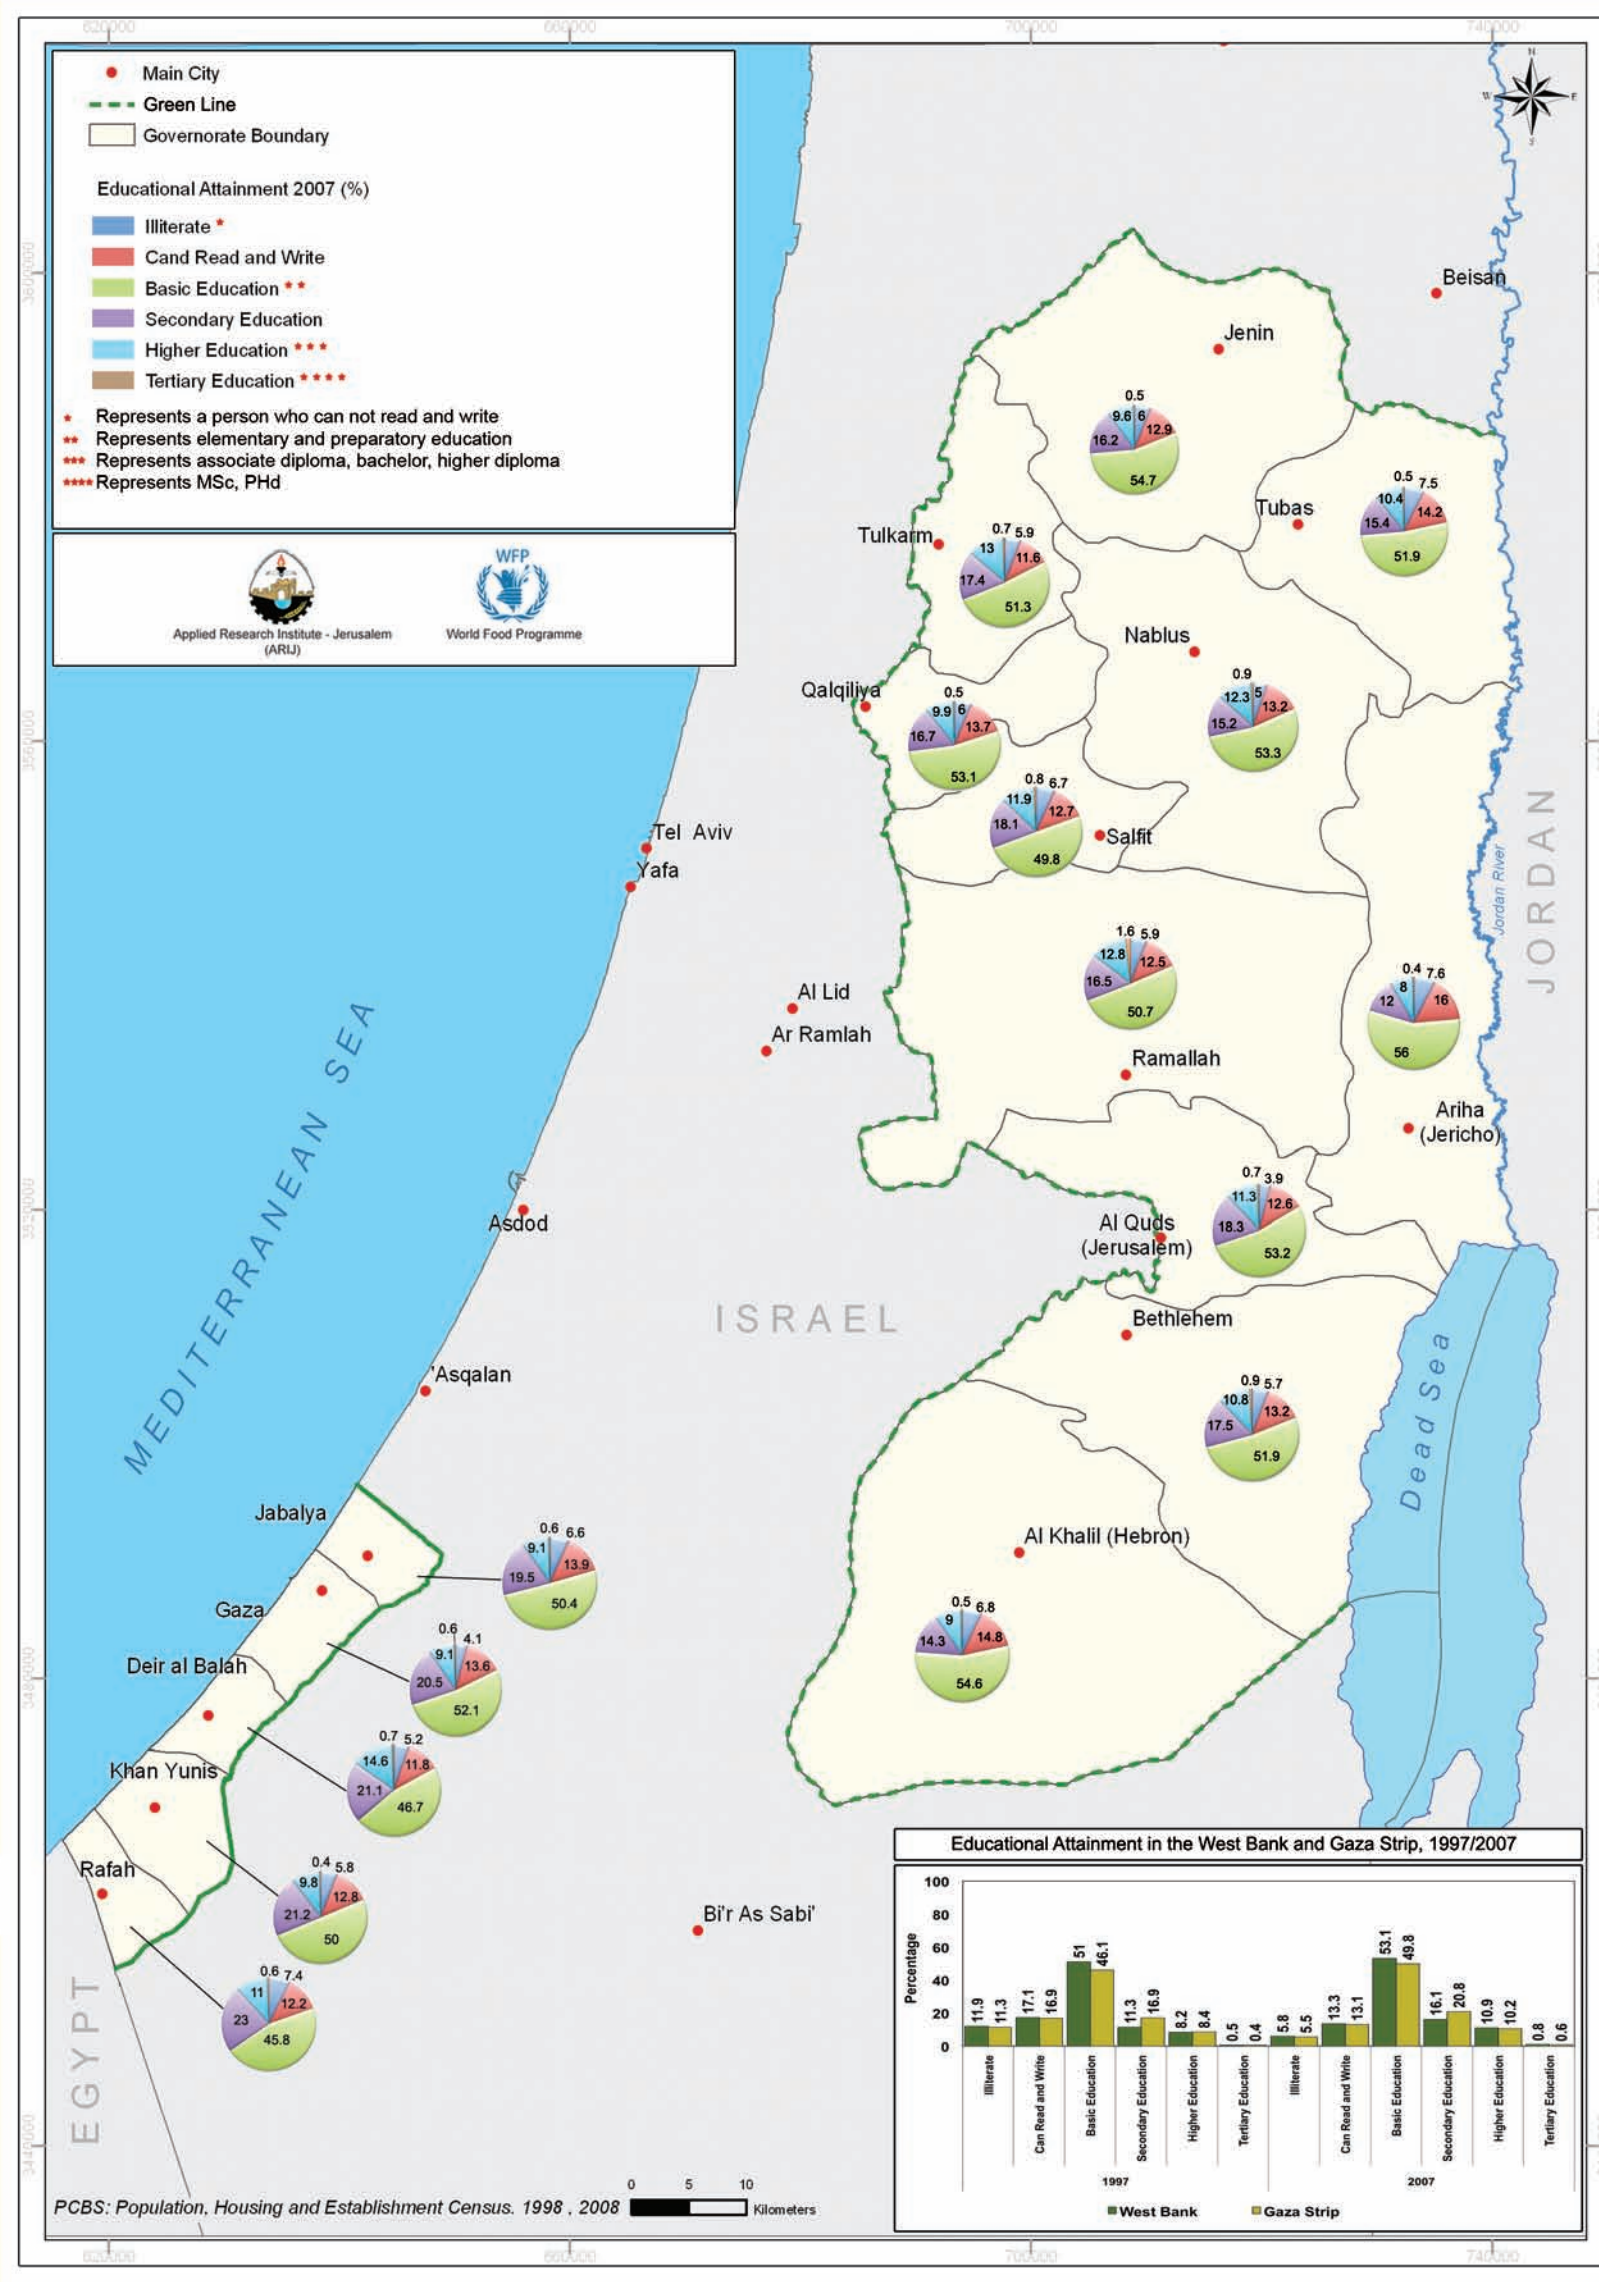 620000 660000 700000 740000
Main City
Green Line
Governorate Boundary
Educational Attainment 2007 (%)
Illiterate *
Cand Read and Write
Basic Education * *
Secondary Education
Higher Education * * *
Tertiary Education * * * *
* Represents a person who can not read and write
** Represents elementary and preparatory education
*** Represents associate diploma, bachelor, higher diploma
**** Represents MSc, PHd
Applied Research Institute - Jerusalem
(ARIJ)
WFP
World Food Programme
N
W E
S
Beisan
Jenin
0.5
9.6 6
16.2 12.9
54.7
Tubas
0.5 7.5
10.4
15.4 14.2
51.9
Tulkarm
0.7 5.9
13 11.6
17.4
51.3
Nablus
0.9
12.3 5
15.2 13.2
53.3
Qalqiliya
0.5
9.9 6
16.7 13.7
53.1
0.8 6.7
11.9 12.7
18.1
49.8
Salfit
Tel Aviv
Yafa
JORDAN
Jordan River
1.6 5.9
12.8 12.5
16.5
50.7
Ramallah
0.4 7.6
8
12 16
56
Ariha
(Jericho)
Al Lid
Ar Ramlah
MEDITERRANEAN SEA
Asdod
Al Quds
(Jerusalem)
0.7 3.9
11.3 12.6
18.3
53.2
ISRAEL
Bethlehem
0.9 5.7
10.8 13.2
17.5
51.9
Dead Sea
'Asqalan
Al Khalil (Hebron)
0.5 6.8
9 14.8
14.3
54.6
Jabalya
0.6 6.6
9.1 13.9
19.5
50.4
Gaza
0.6 4.1
9.1 13.6
20.5
52.1
Deir al Balah
0.7 5.2
14.6 11.8
21.1
46.7
Khan Yunis
0.4 5.8
9.8 12.8
21.2
50
Rafah
0.6 7.4
11 12.2
23
45.8
Bi'r As Sabi'
EGYPT
Educational Attainment in the West Bank and Gaza Strip, 1997/2007
Percentage
100
80
60
40
20
0
11.9 11.3 17.1 16.9 51 46.1 11.3 16.9 8.2 8.4 0.5 0.4 5.8 5.5 13.3 13.1 53.1 49.8 16.1 20.8 10.9 10.2 0.8 0.6
Illiterate
Can Read and Write
Basic Education
Secondary Education
Higher Education
Tertiary Education
Illiterate
Can Read and Write
Basic Education
Secondary Education
Higher Education
Tertiary Education
1997 2007
West Bank Gaza Strip
PCBS: Population, Housing and Establishment Census. 1998 , 2008
0 5 10
Kilometers
620000 660000 700000 740000
3480000
3440000